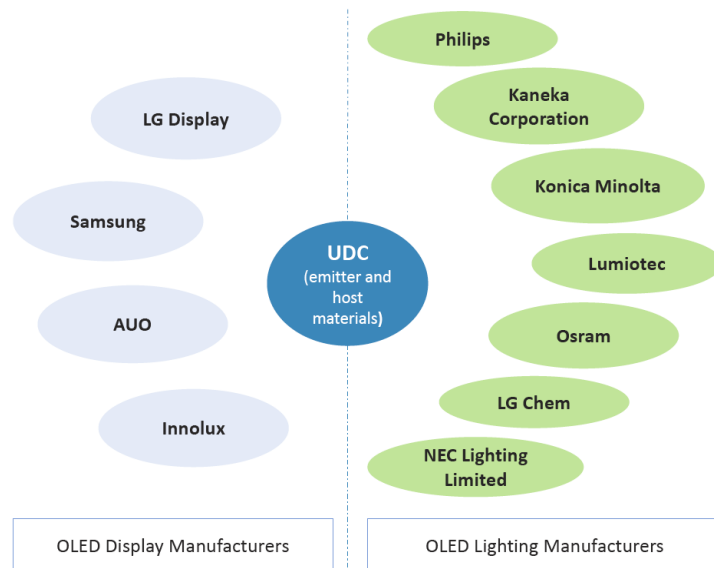 Philips
Kaneka
Corporation
LG Display
Konica Minolta
Samsung
UDC
(emitter and
host
materials)
Lumiotec
AUO
Osram
LG Chem
Innolux
NEC Lighting
Limited
OLED Display Manufacturers
OLED Lighting Manufacturers